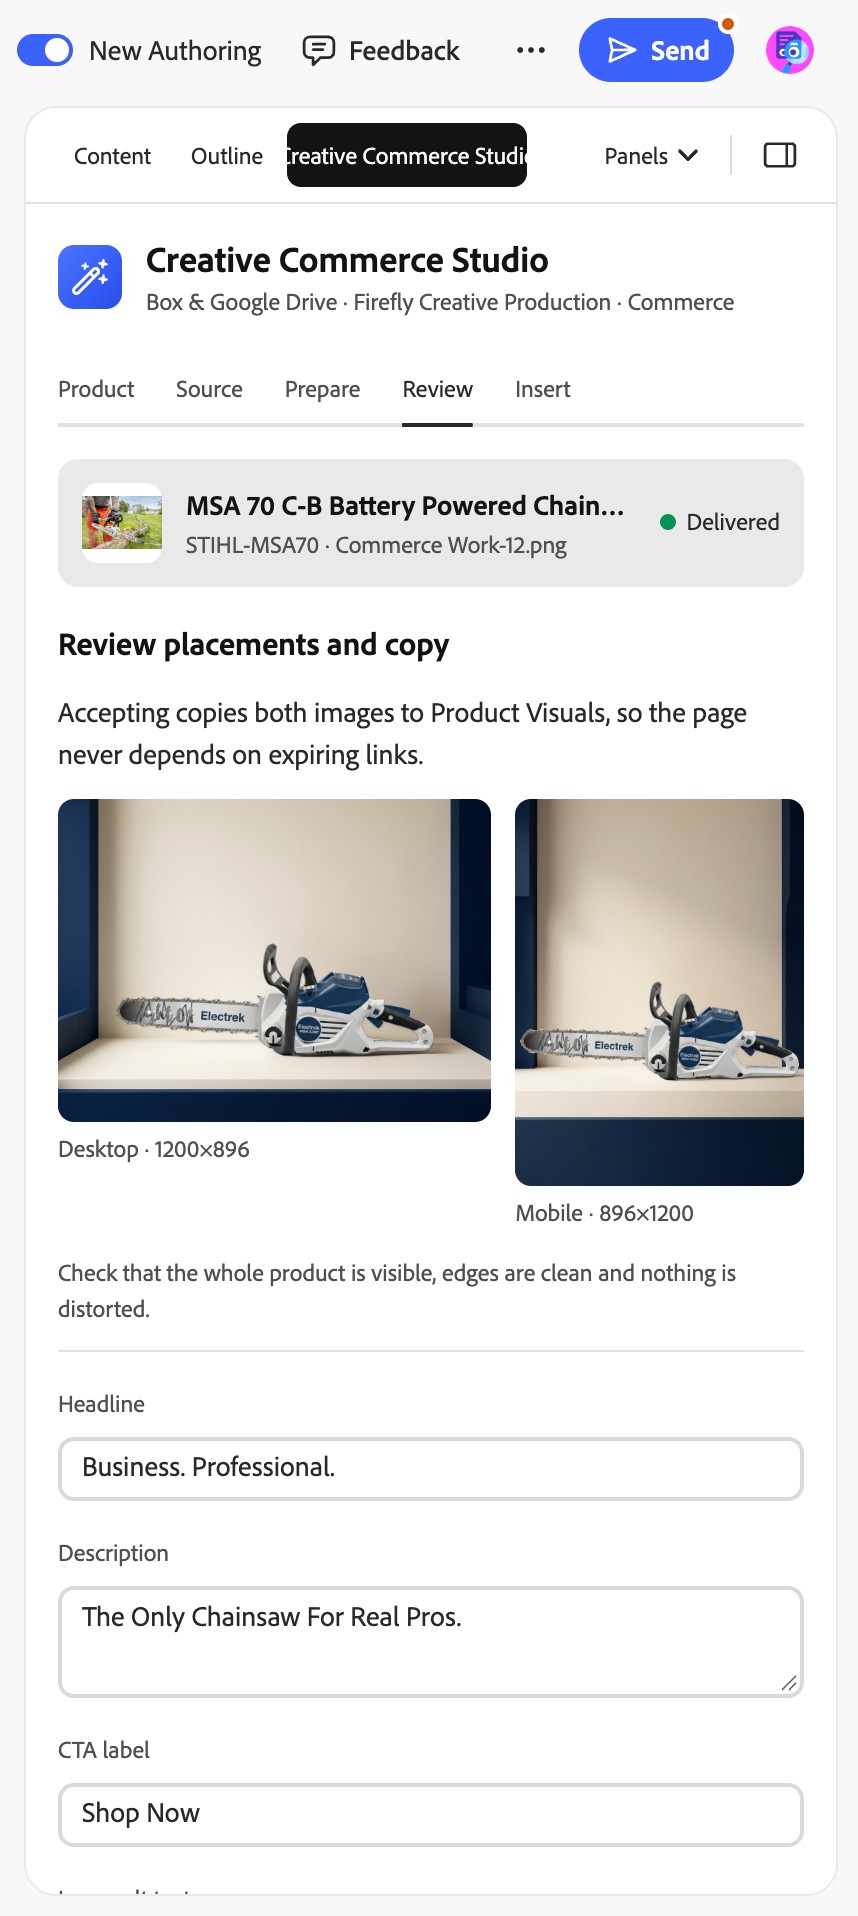 New Authoring
Feedback
Send
Content
Outline
Creative Commerce Studio
Panels
Creative Commerce Studio
Box & Google Drive · Firefly Creative Production · Commerce
Product
Source
Prepare
Review
Insert
MSA 70 C-B Battery Powered Chain...
Delivered
STIHL-MSA70 · Commerce Work-12.png
Review placements and copy
Accepting copies both images to Product Visuals, so the page
never depends on expiring links.
Electrek
Electrek
Electrek
Electrek
Desktop · 1200×896
Mobile · 896×1200
Check that the whole product is visible, edges are clean and nothing is
distorted.
Headline
Business. Professional.
Description
The Only Chainsaw For Real Pros.
CTA label
Shop Now